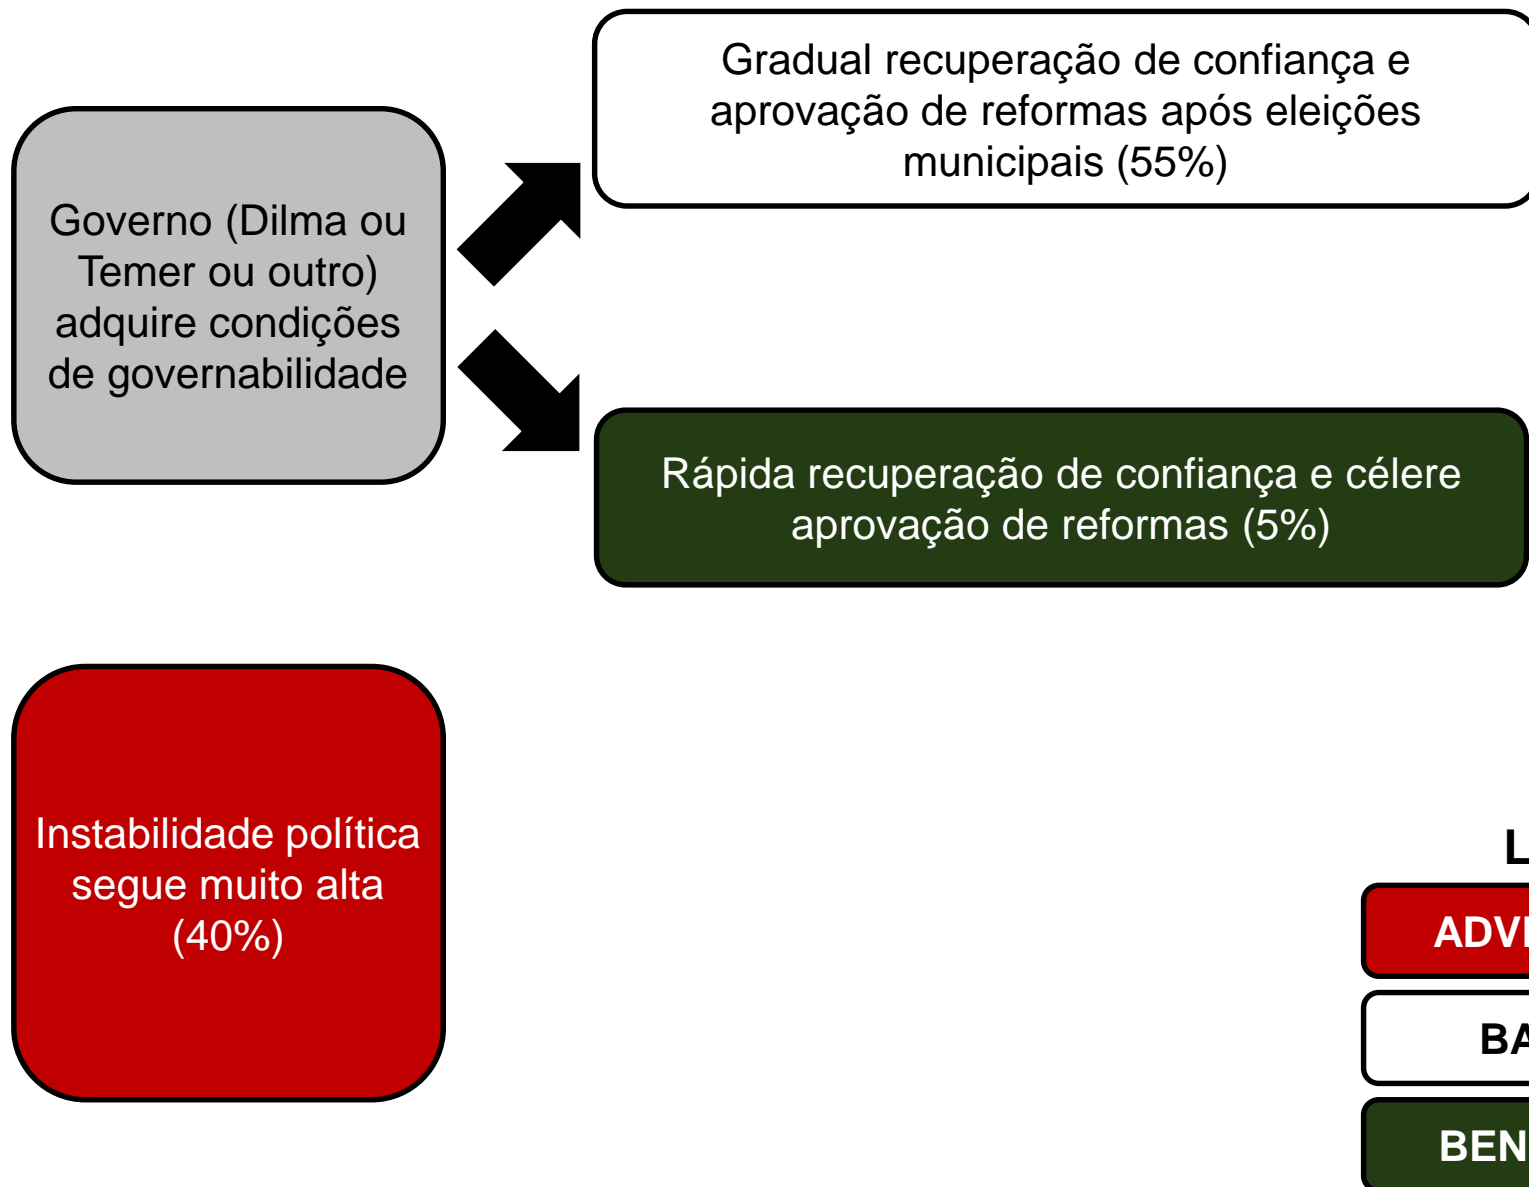 Gradual recuperação de confiança e
aprovação de reformas após eleições
municipais (55%)
Governo (Dilma ou
Temer ou outro)
adquire condições
de governabilidade
Rápida recuperação de confiança e célere
aprovação de reformas (5%)
Instabilidade política
segue muito alta
(40%)